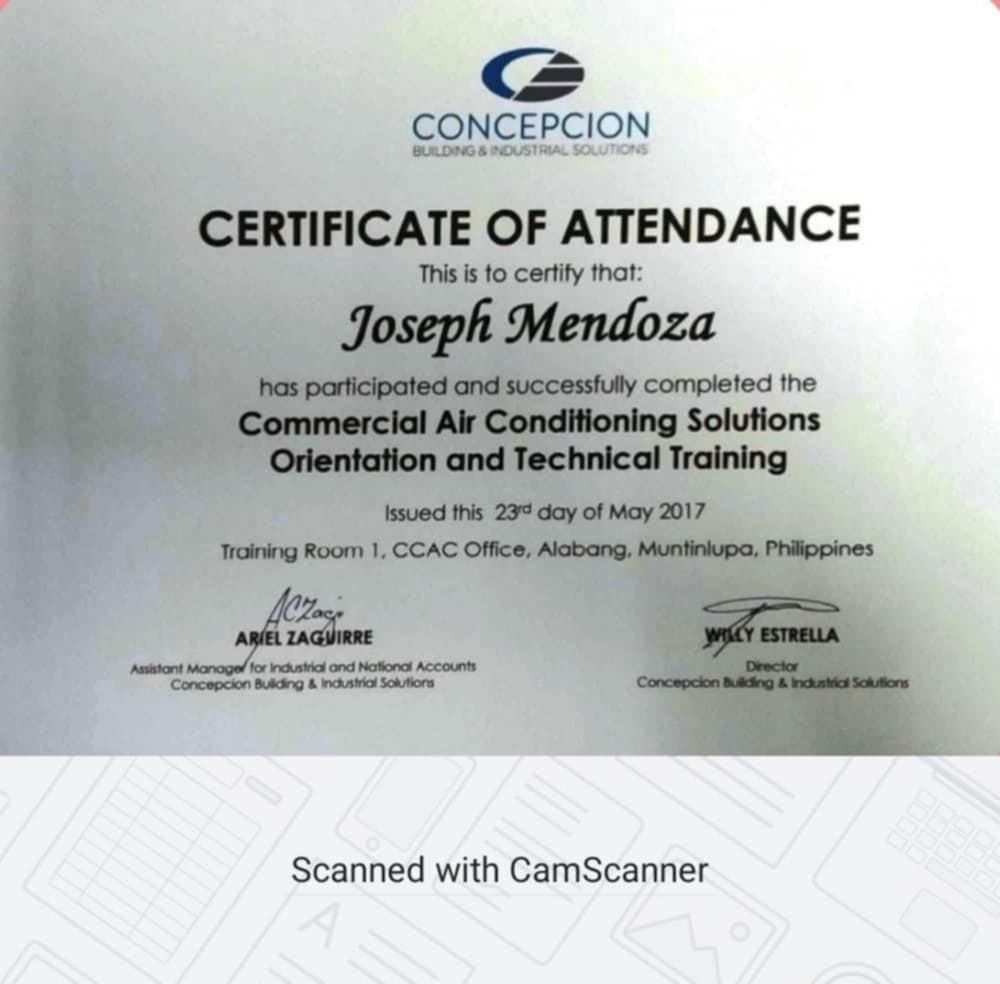 CONCEPCION
BUILDING & INDUSTRIAL SOLUTIONS
CERTIFICATE OF ATTENDANCE
This is to certify that:
Joseph Mendoza
has participated and successfully completed the
Commercial Air Conditioning Solutions
Orientation and Technical Training
Issued this 23rd day of May 2017
Training Room 1, CCAC Office, Alabang, Muntinlupa, Philippines
ARIEL ZAGUIRRE
Assistant Manager for Industrial and National Accounts
Concepcion Building & Industrial Solutions
WILLY ESTRELLA
Director
Concepcion Building & Industrial Solutions
Scanned with CamScanner